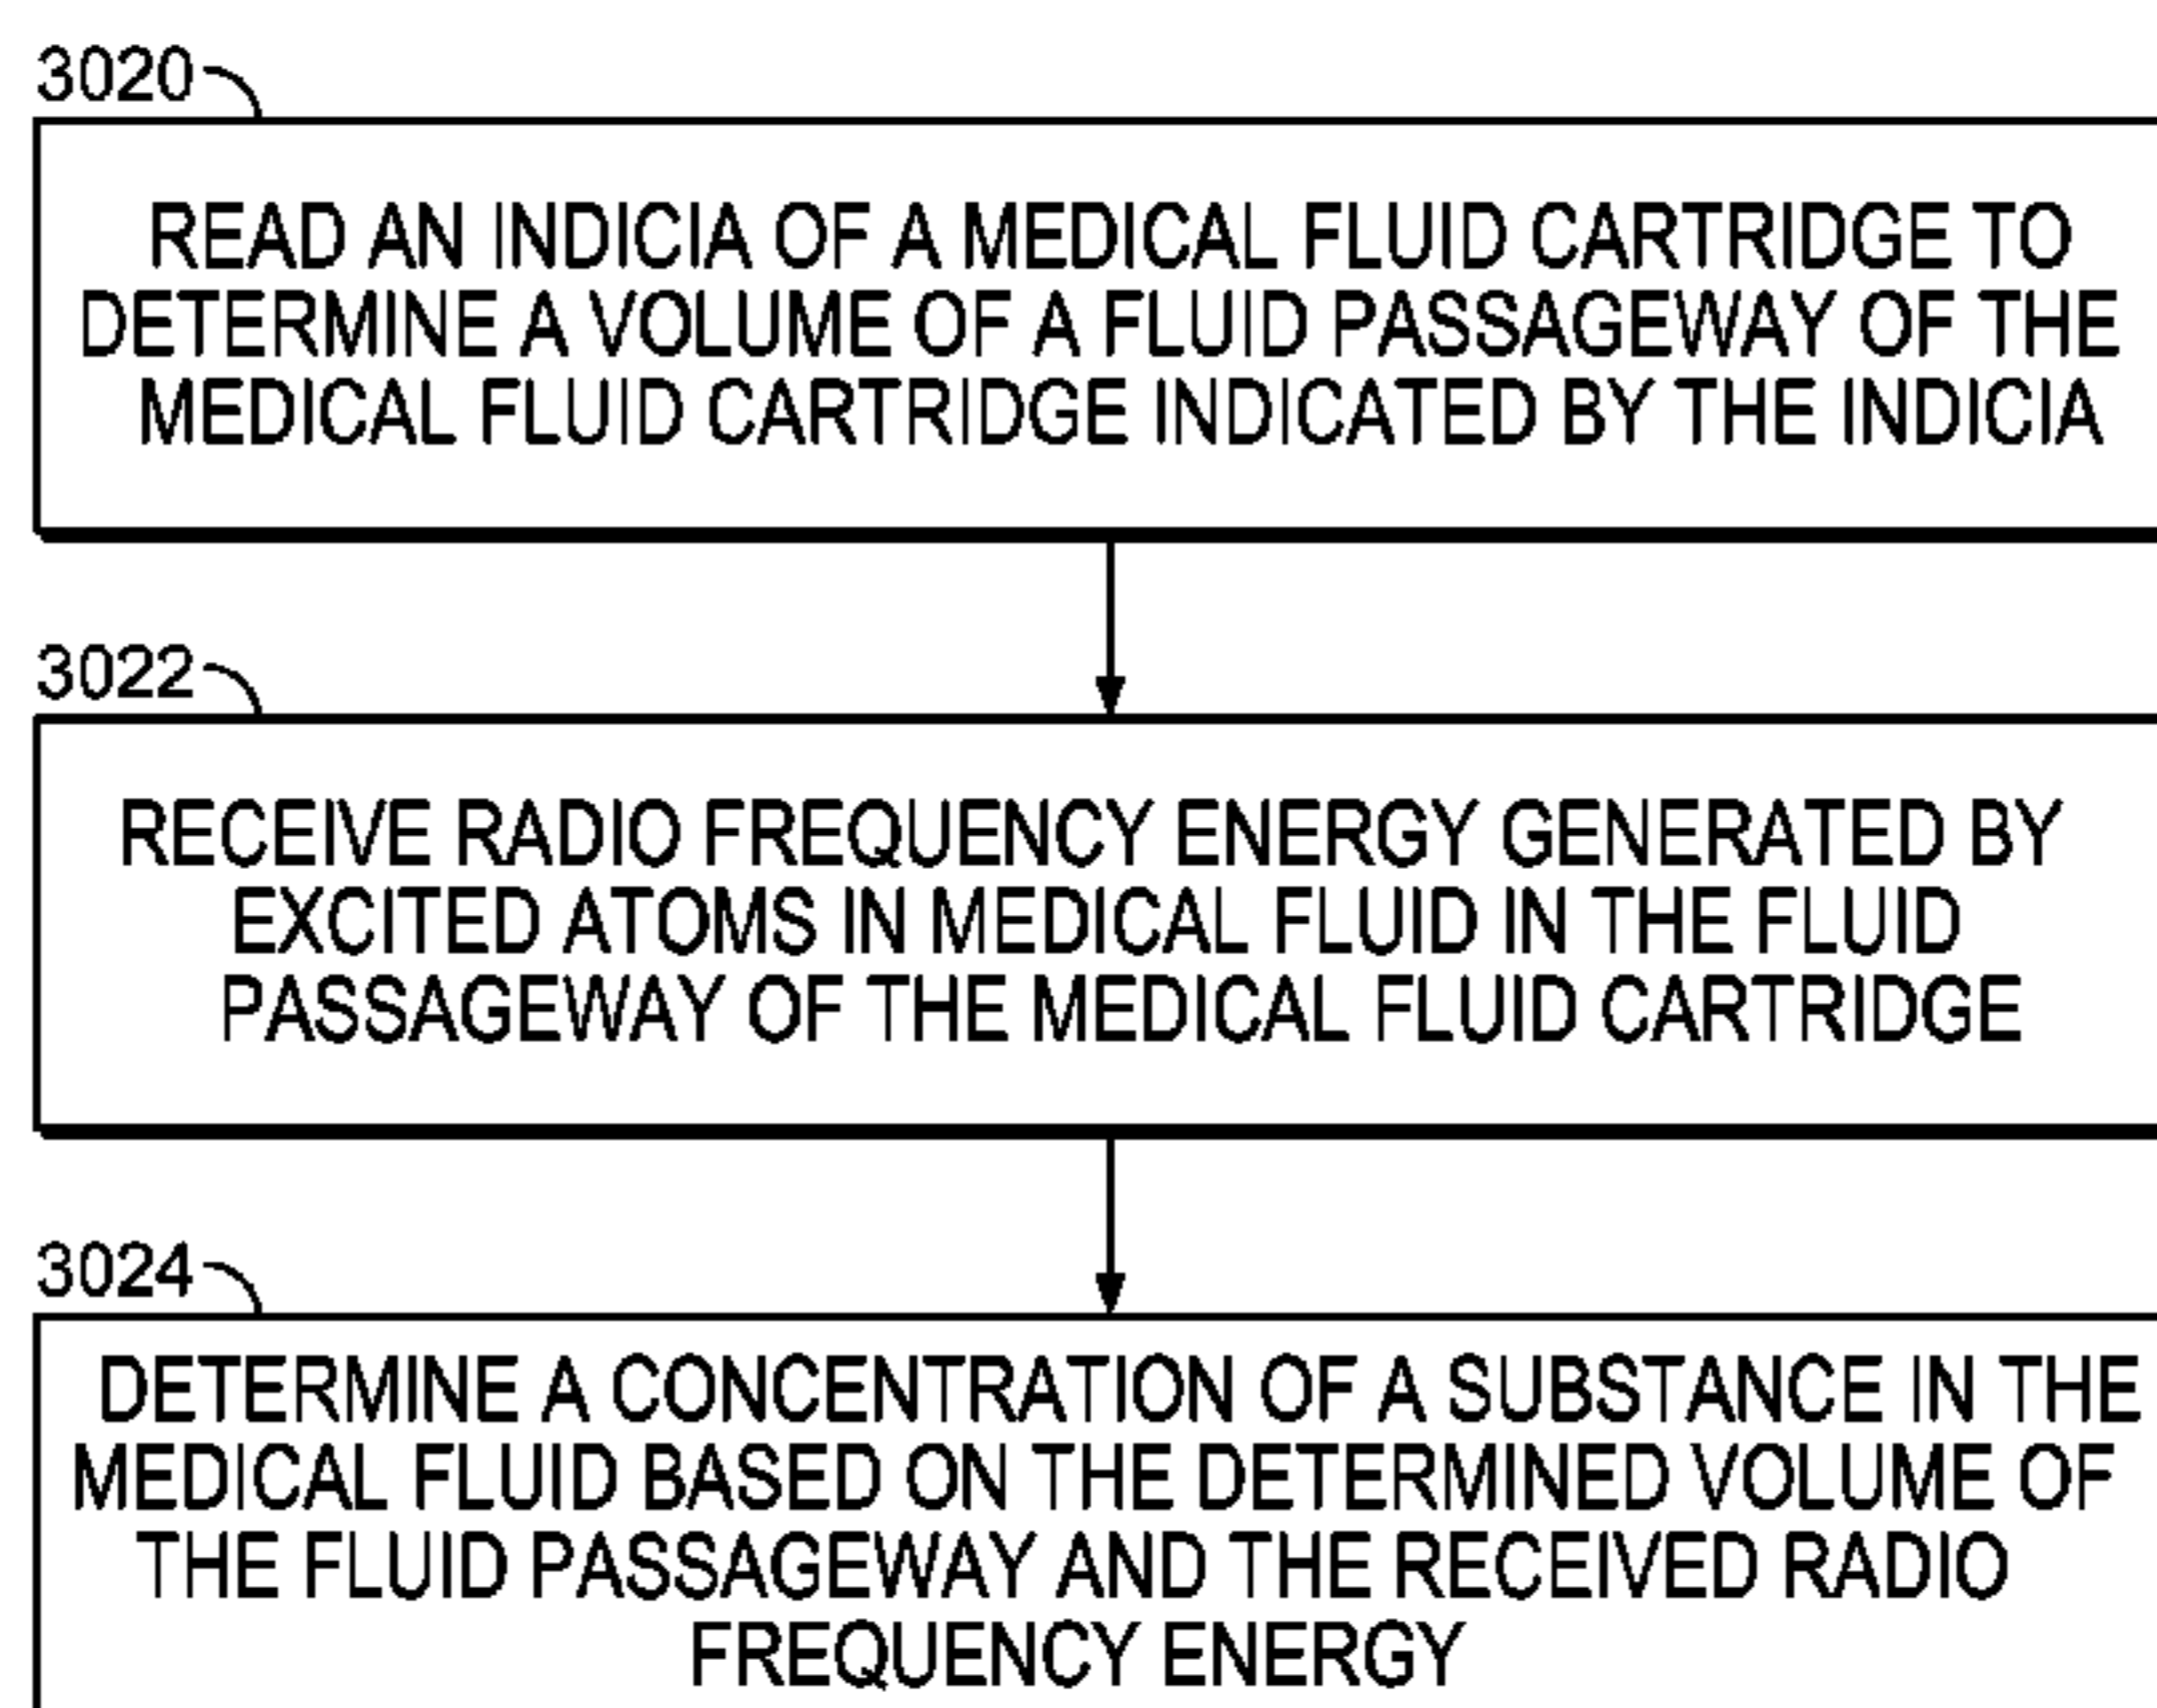 3020
READ AN INDICIA OF A MEDICAL FLUID CARTRIDGE TO
DETERMINE A VOLUME OF A FLUID PASSAGEWAY OF THE
MEDICAL FLUID CARTRIDGE INDICATED BY THE INDICIA
3022
RECEIVE RADIO FREQUENCY ENERGY GENERATED BY
EXCITED ATOMS IN MEDICAL FLUID IN THE FLUID
PASSAGEWAY OF THE MEDICAL FLUID CARTRIDGE
3024
DETERMINE A CONCENTRATION OF A SUBSTANCE IN THE
MEDICAL FLUID BASED ON THE DETERMINED VOLUME OF
THE FLUID PASSAGEWAY AND THE RECEIVED RADIO
FREQUENCY ENERGY